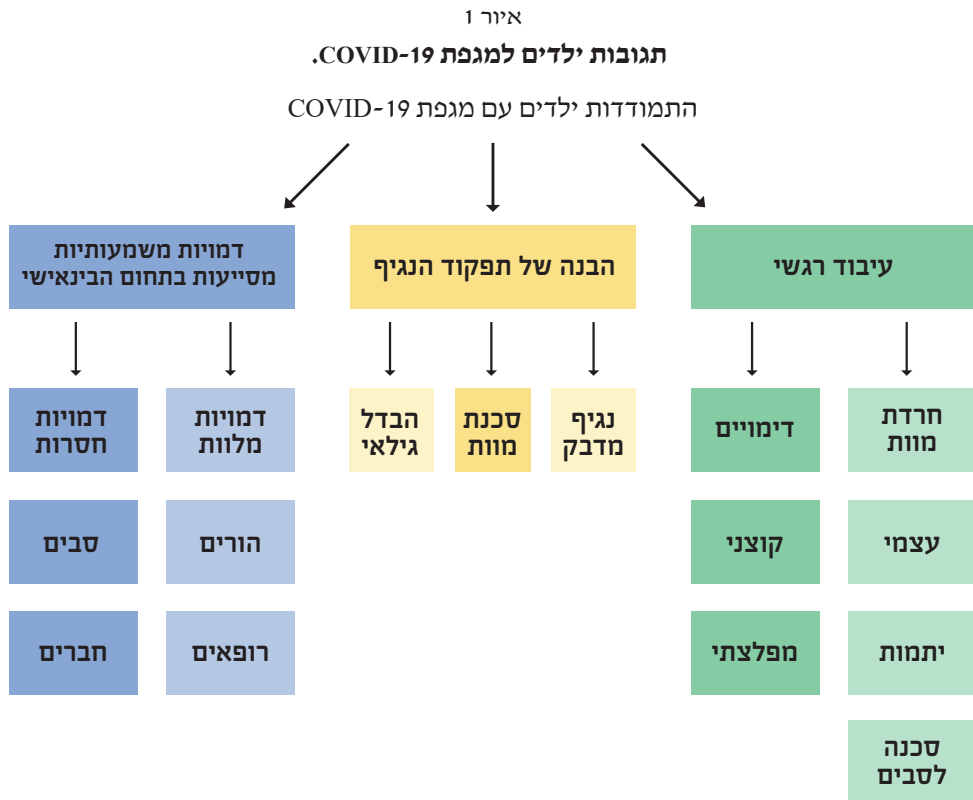 איור 1
תגובות ילדים למגפת COVID-19.
התמודדות ילדים עם מגפת COVID-19
עיבוד רגשי
הבנה של תפקוד הנגיף
דמויות משמעותיות
מסייעות בתחום הבינאישי
חרדת
מוות
דימויים
נגיף
מדבק
סכנת
מוות
הבדל
גילאי
דמויות
מלוות
דמויות
חסרות
עצמי
קוצני
הורים
סבים
יתמות
מפלצתי
רופאים
חברים
סכנה
לסבים